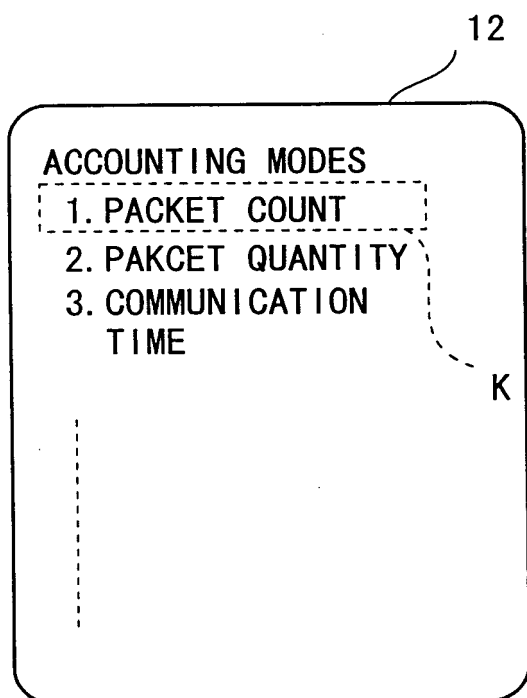 12
ACCOUNTING MODES
1. PACKET COUNT
2. PAKCET QUANTITY
3. COMMUNICATION
TIME
K